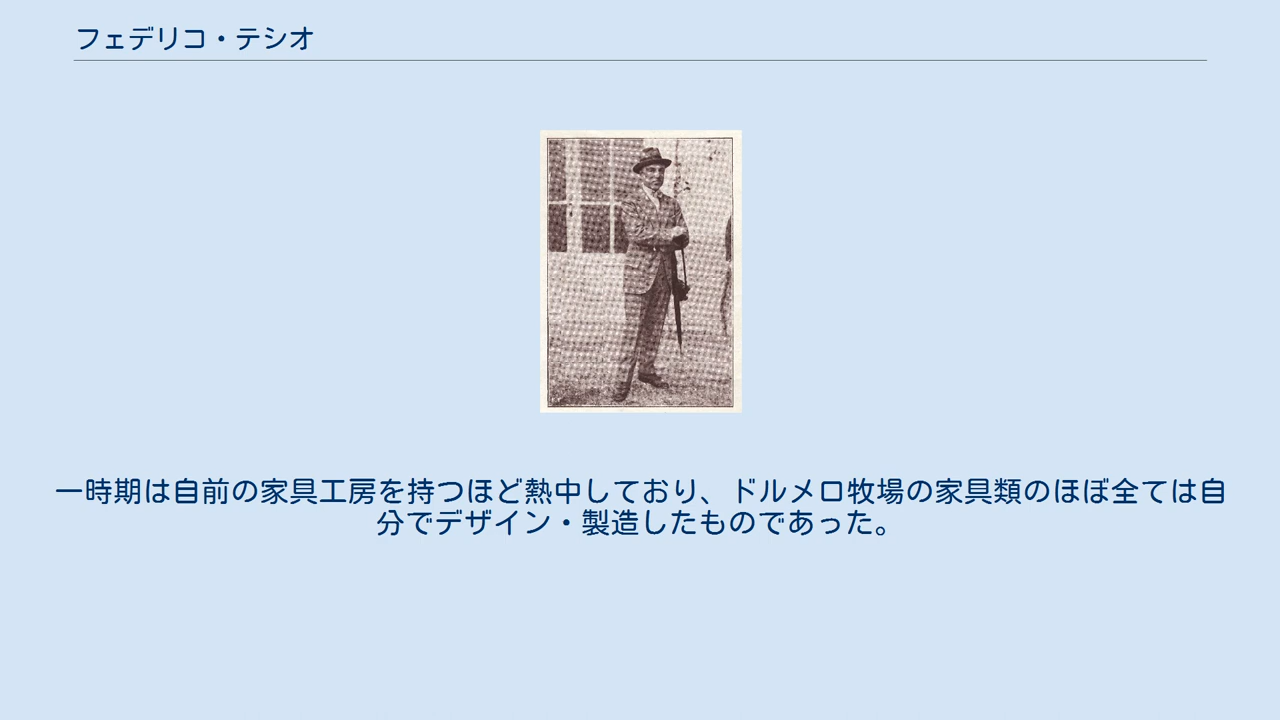 フェデリコ・テシオ
一時期は自前の家具工房を持つほど熱中しており、ドルメロ牧場の家具類のほぼ全ては自
分でデザイン・製造したものであった。